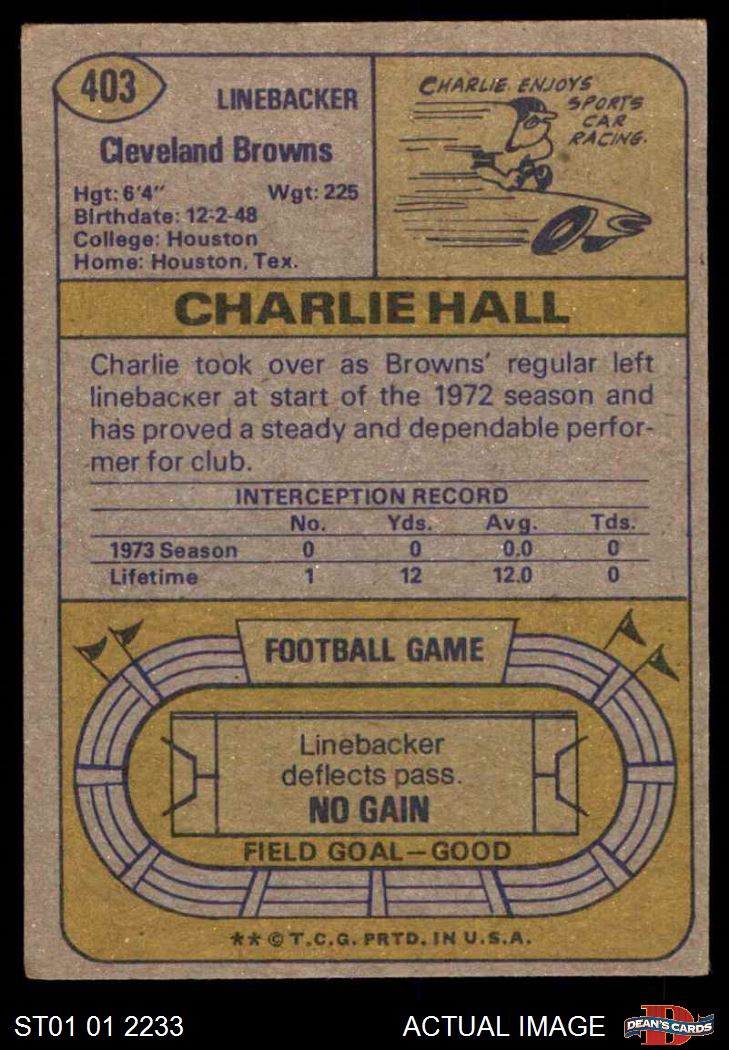 403
LINEBACKER
Cleveland Browns
Hgt: 6'4" Wgt: 225
Birthdate: 12-2-48
College: Houston
Home: Houston, Tex.
CHARLIE ENJOYS
SPORTS
CAR
RACING.
CHARLIE HALL
Charlie took over as Browns' regular left
linebacker at start of the 1972 season and
has proved a steady and dependable perfor-
mer for club.
INTERCEPTION RECORD
No. Yds. Avg. Tds.
1973 Season 0 0 0.0 0
Lifetime 1 12 12.0 0
FOOTBALL GAME
Linebacker
deflects pass.
NO GAIN
FIELD GOAL—GOOD
** © T.C.G. PRTD. IN U.S.A.
ST01 01 2233 ACTUAL IMAGE
D
DEAN'S CARDS